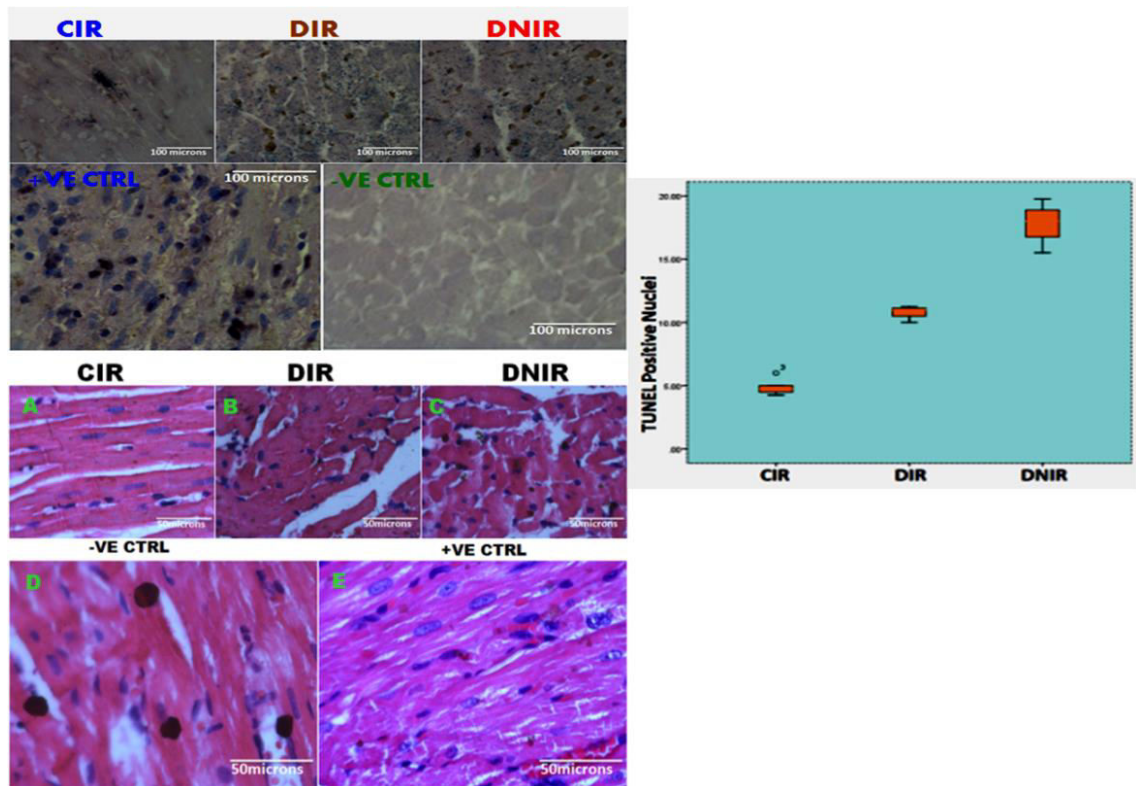 CIR DIR DNIR
100 microns 100 microns 100 microns
+VE CTRL 100 microns -VE CTRL
100 microns
CIR DIR DNIR
A B C
50microns 50microns 50microns
-VE CTRL +VE CTRL
D E
50microns 50microns
TUNEL Positive Nuclei
20.00
15.00
10.00
5.00
.00
3
CIR DIR DNIR